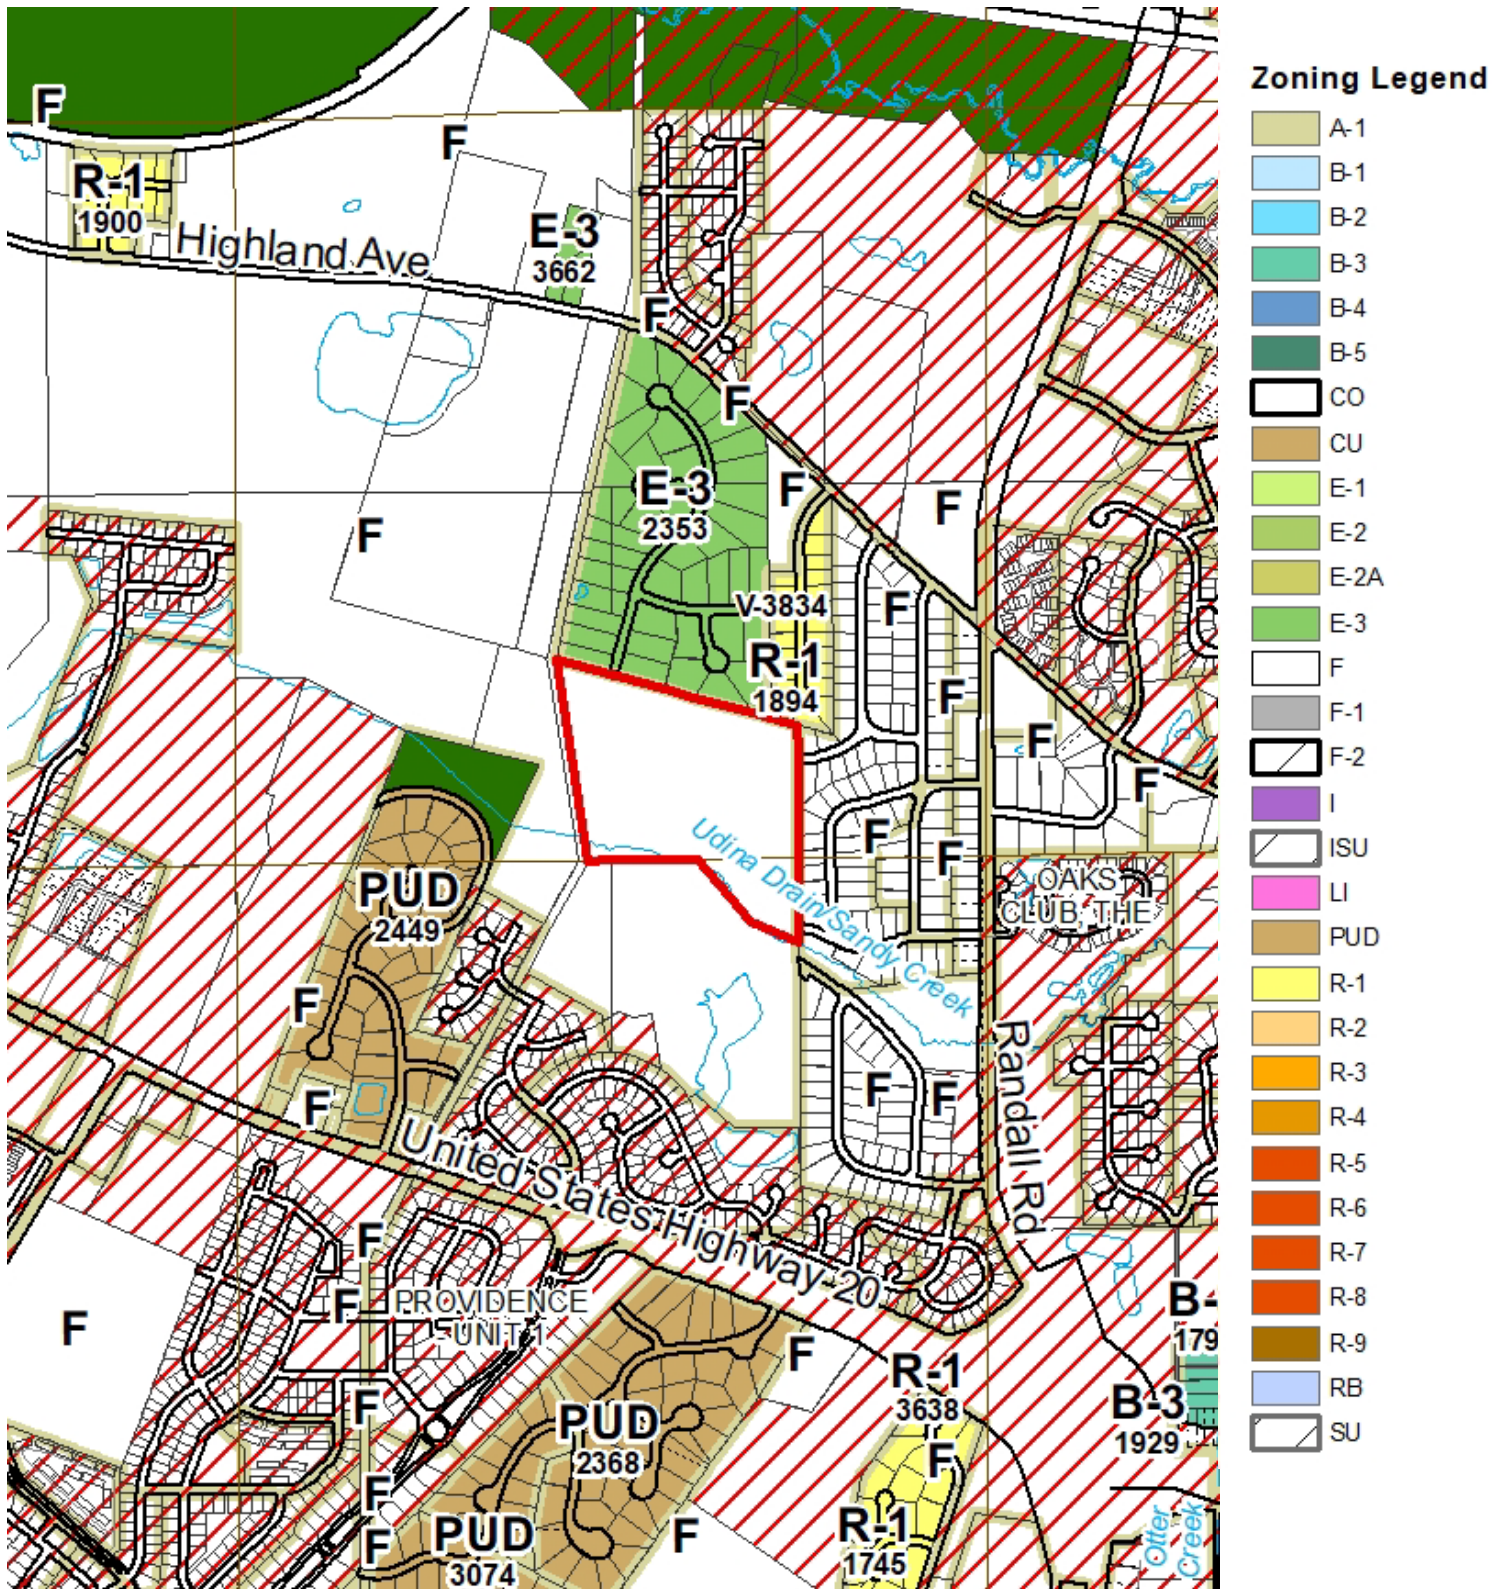 Zoning Legend
A-1
B-1
B-2
B-3
B-4
B-5
CO
CU
E-1
E-2
E-2A
E-3
F
F-1
F-2
I
ISU
LI
PUD
R-1
R-2
R-3
R-4
R-5
R-6
R-7
R-8
R-9
RB
SU
F
F
R-1
1900
Highland Ave
E-3
3662
F
F
E-3
2353
F
F
F
V-3834
R-1
1894
F
F
F
F
F
F
Udina Drain/Sandy Creek
OAKS
CLUB, THE
PUD
2449
F
F
F
F
Randall Rd
United States Highway 20
F
F
PROVIDENCE
- UNIT 1
F
F
F
F
PUD
2368
PUD
3074
F
F
R-1
3638
F
R-1
1745
B-
179
B-3
1929
Otter
Creek